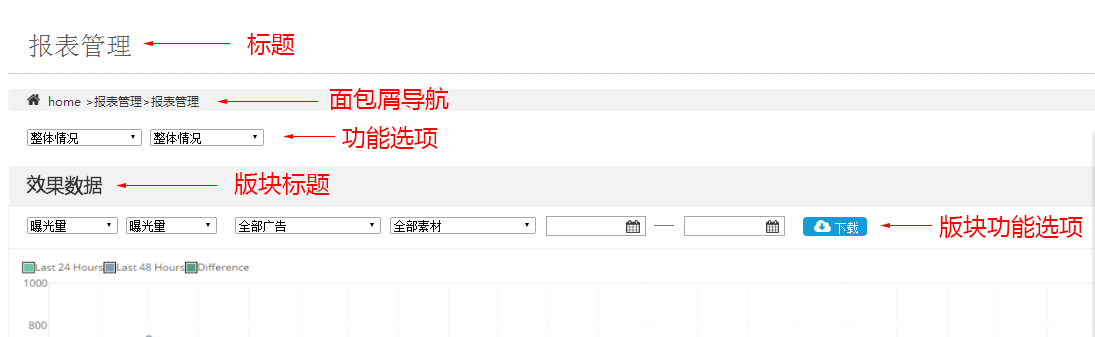 报表管理 标题
home >报表管理>报表管理 面包屑导航
整体情况 整体情况 功能选项
效果数据 版块标题
曝光量 曝光量 全部广告 全部素材 — 下载 版块功能选项
Last 24 Hours Last 48 Hours Difference
1000
800